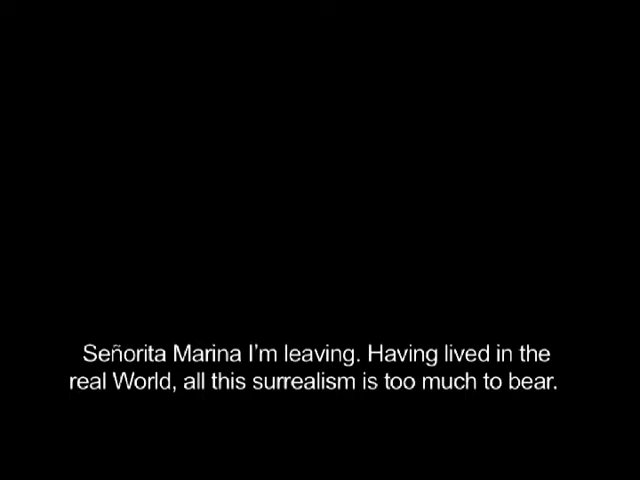 Señorita Marina I'm leaving. Having lived in the
real World, all this surrealism is too much to bear.